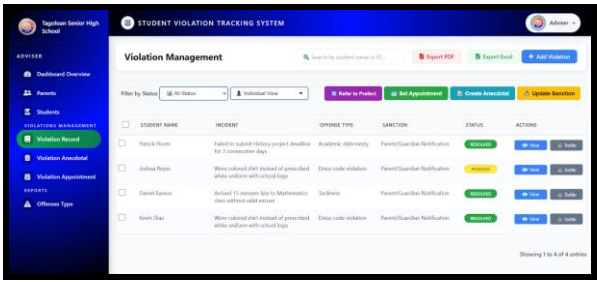 Tagoloan Senior High School
STUDENT VIOLATION TRACKING SYSTEM
Adviser
ADVISER
Dashboard Overview
Parents
Students
VIOLATIONS MANAGEMENT
Violation Record
Violation Anecdotal
Violation Appointment
REPORTS
Offenses Type
Violation Management
Search by student name or ID...
Export PDF
Export Excel
+ Add Violation
Filter by Status
All Status
Individual View
Refer to Prefect
Set Appointment
Create Anecdotal
Update Sanction
STUDENT NAME INCIDENT OFFENSE TYPE SANCTION STATUS ACTIONS
Patrick Flores Failed to submit History project deadline Academic dishonesty Parent/Guardian Notification RESOLVED View Settle
for 3 consecutive days
Joshua Reyes Wore colored shirt instead of prescribed Dress code violation Parent/Guardian Notification PENDING View Settle
white uniform with school logo
Daniel Ramos Arrived 15 minutes late to Mathematics Tardiness Parent/Guardian Notification RESOLVED View Settle
class without valid excuse
Kevin Diaz Wore colored shirt instead of prescribed Dress code violation Parent/Guardian Notification RESOLVED View Settle
white uniform with school logo
Showing 1 to 4 of 4 entries